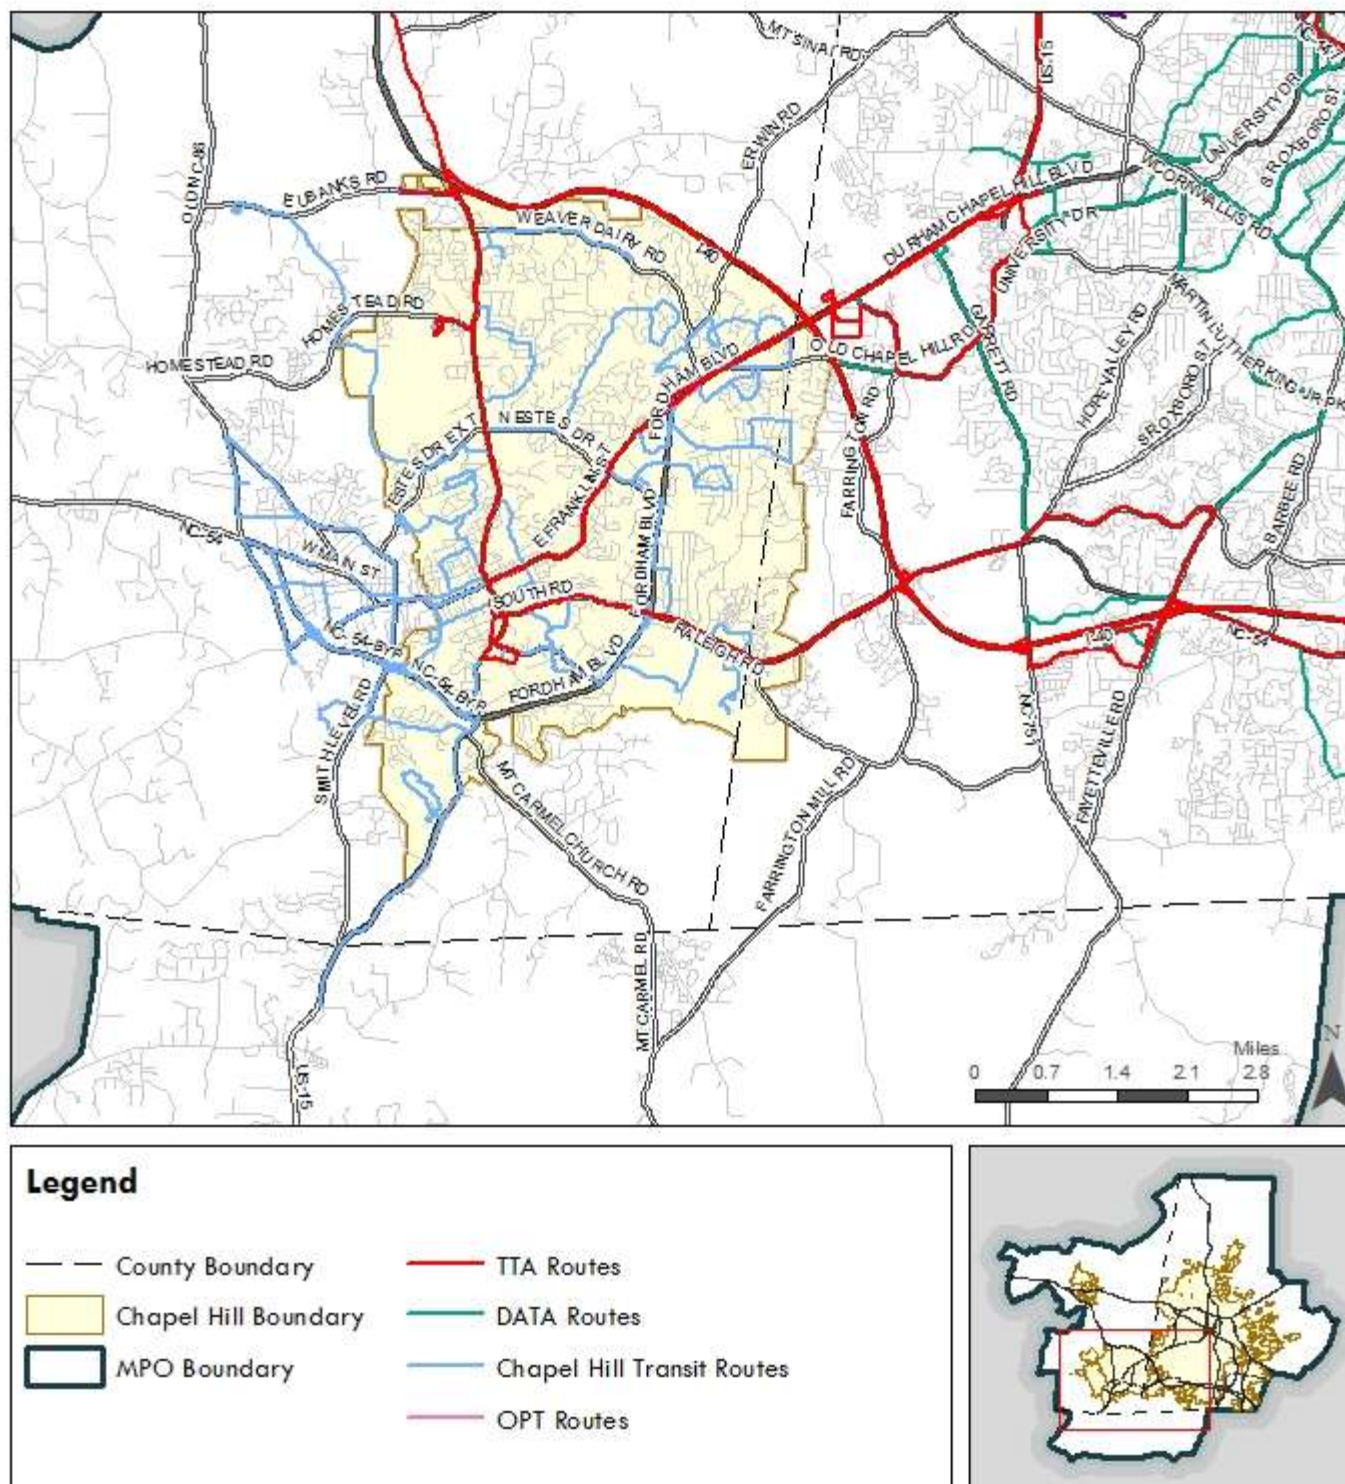 MT SINAI RD
US-15
NC-147
UNIVERSITY DR
S ROXBORO ST
ERWIN RD
OLD NC-86
EUBANKS RD
WEAVER DAIRY RD
I-40
DURHAM CHAPEL HILL BLVD
W CORNWALLIS RD
UNIVERSITY DR
HOMESTEAD RD
HOMESTEAD RD
FORDHAM BLVD
OLD CHAPEL HILL RD
GARRETT RD
HOPE VALLEY RD
MARTIN LUTHER KING JR PK
S ROXBORO ST
N ESTES DR
ESTES DR EXT
E FRANKLIN ST
FARRINGTON RD
BARBEE RD
NC-54
W MAIN ST
FORDHAM BLVD
SOUTH RD
RALEIGH RD
NC-54-BYP
NC-54-BYP
FORDHAM BLVD
I-40
NC-54
SMITH LEVEL RD
NC-751
FAYETTEVILLE RD
MT CARMEL CHURCH RD
FARRINGTON MILL RD
MT CARMEL RD
US-15
N
Miles
0 0.7 1.4 2.1 2.8
Legend
County Boundary
Chapel Hill Boundary
MPO Boundary
TTA Routes
DATA Routes
Chapel Hill Transit Routes
OPT Routes